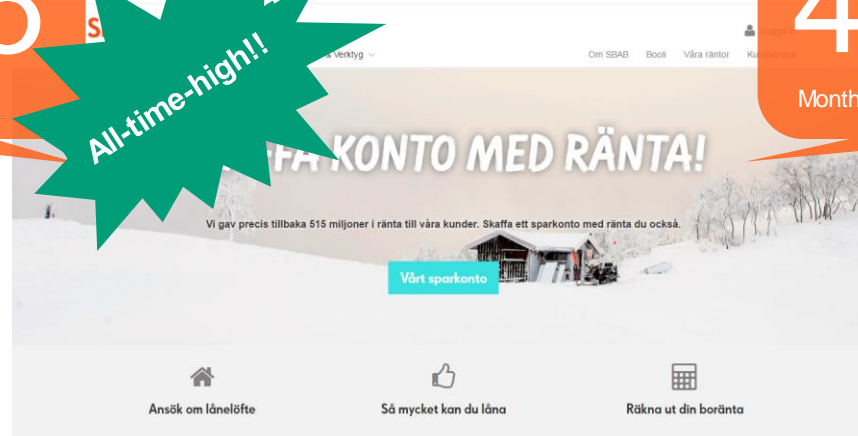 4
Month
All-time-high!!
& Verktyg
Om SBAB Booli Våra räntor
KONTO MED RÄNTA!
Vi gav precis tillbaka 515 miljoner i ränta till våra kunder. Skaffa ett sparkonto med ränta du också.
Vårt sparkonto
Ansök om lånelöfte Så mycket kan du låna Räkna ut din boränta